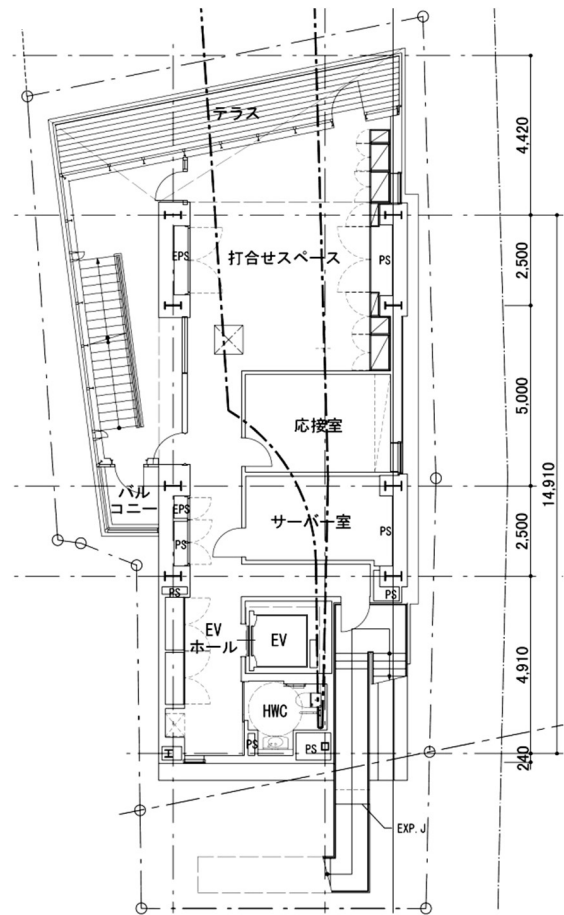 テラス
4,420
EPS
打合せスペース
PS
2,500
応接室
5,000
14,910
バル
コニー
EPS
サーバー室
PS
PS
2,500
PS
PS
EV
ホール
EV
4,910
HWC
PS
PS
240
EXP.J